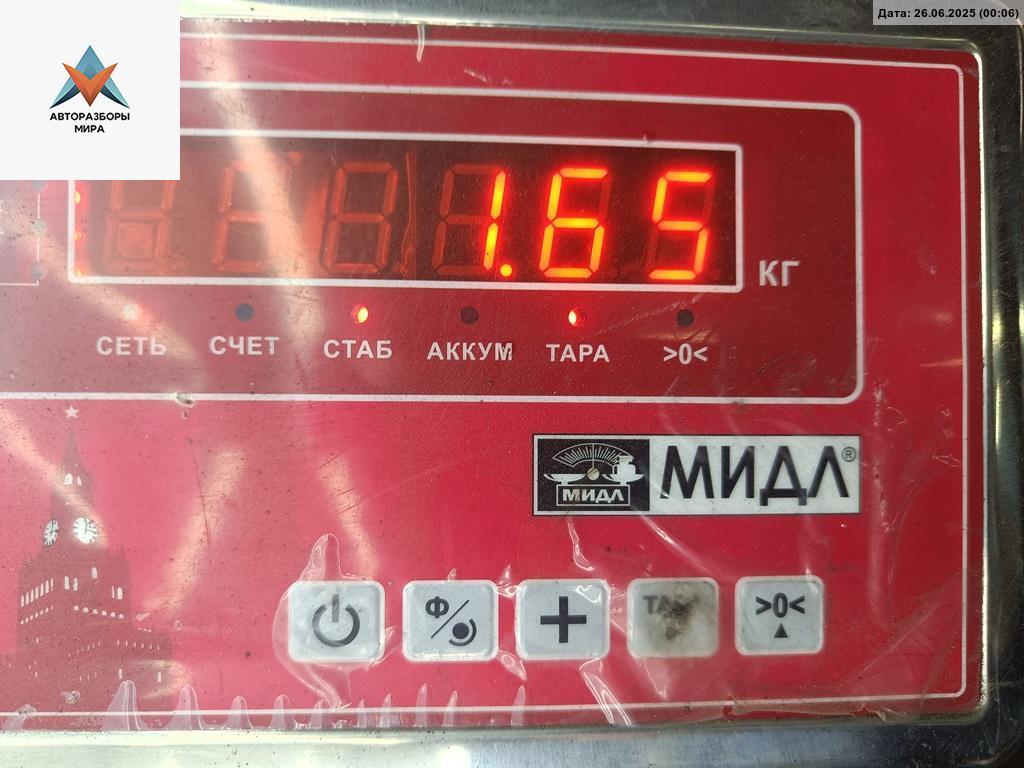 Дата: 26.06.2025 (00:06)
АВТОРАЗБОРЫ
МИРА
1.65
КГ
СЕТЬ СЧЕТ СТАБ АККУМ ТАРА >0<
МИДЛ МИДЛ®
Ф + >0<